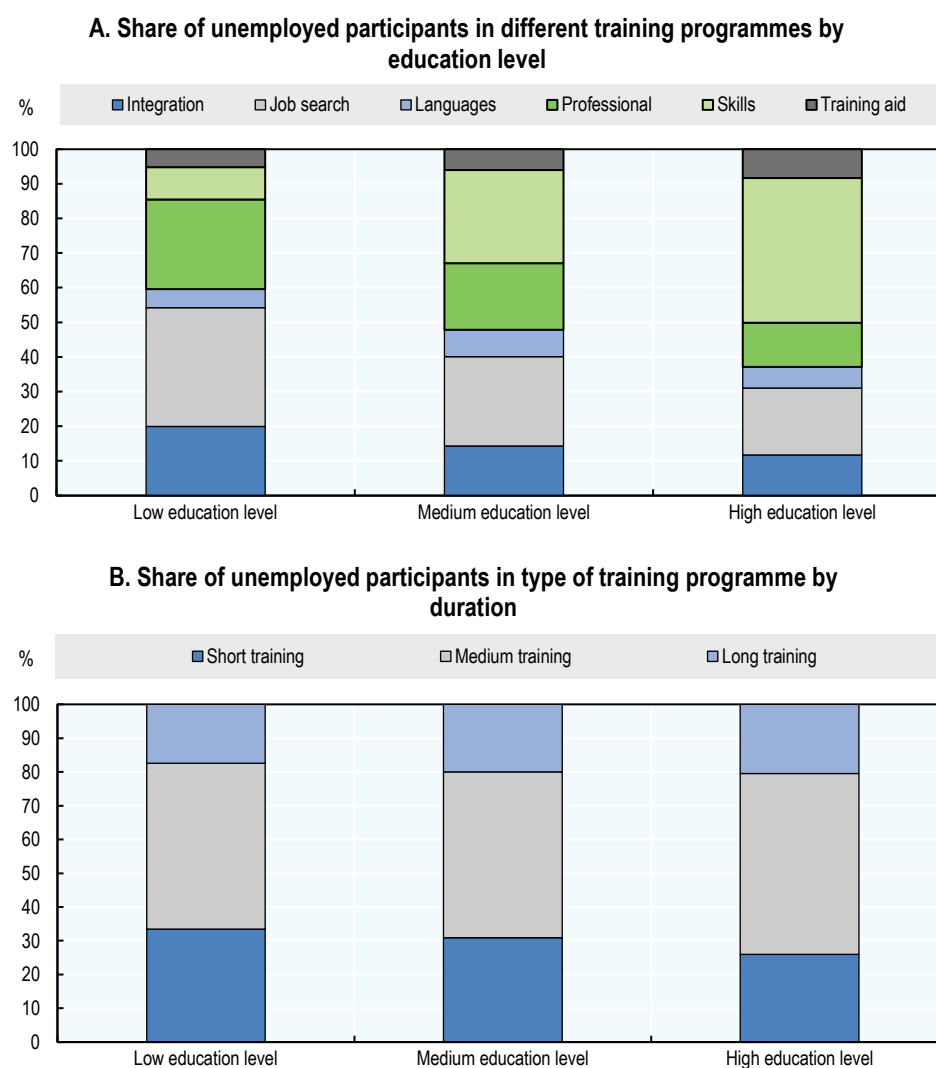 A. Share of unemployed participants in different training programmes by
education level
% Integration Job search Languages Professional Skills Training aid
100
90
80
70
60
50
40
30
20
10
0
Low education level Medium education level High education level
B. Share of unemployed participants in type of training programme by
duration
% Short training Medium training Long training
100
90
80
70
60
50
40
30
20
10
0
Low education level Medium education level High education level